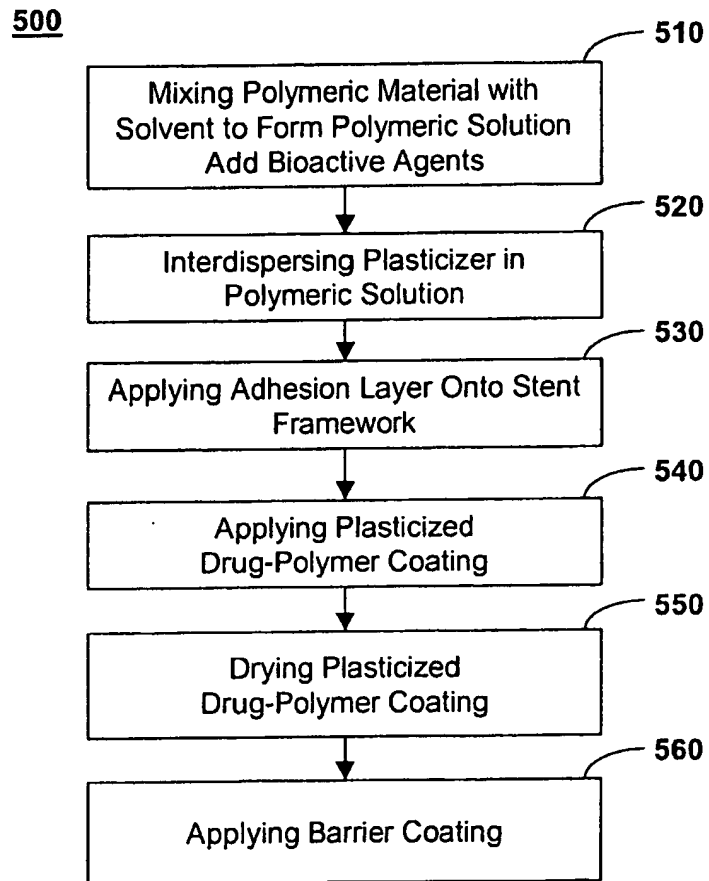 500
510
Mixing Polymeric Material with
Solvent to Form Polymeric Solution
Add Bioactive Agents
520
Interdispersing Plasticizer in
Polymeric Solution
530
Applying Adhesion Layer Onto Stent
Framework
540
Applying Plasticized
Drug-Polymer Coating
550
Drying Plasticized
Drug-Polymer Coating
560
Applying Barrier Coating